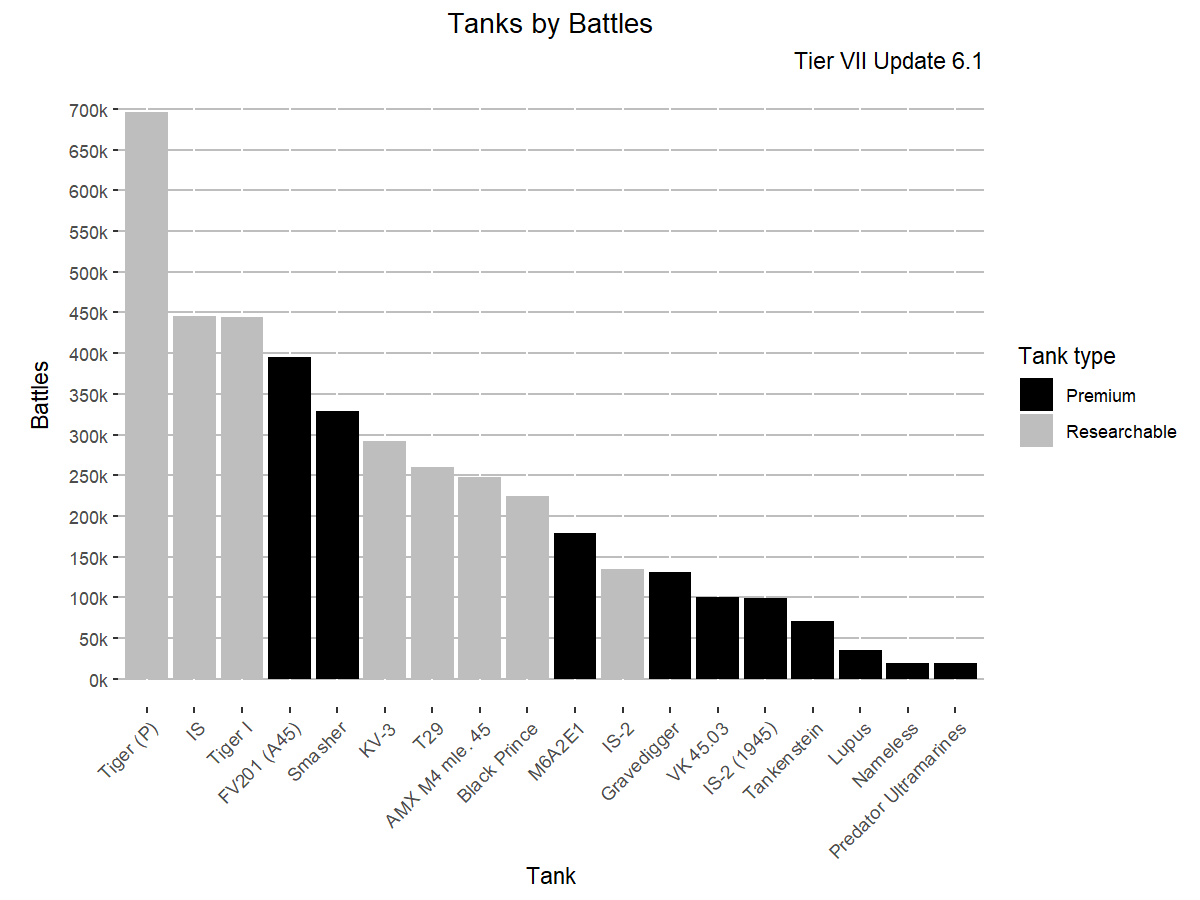 Tanks by Battles
Tier VII Update 6.1
700k
650k
600k
550k
500k
450k
400k
350k
300k
250k
200k
150k
100k
50k
0k
Battles
Tiger (P)
IS
Tiger I
FV201 (A45)
Smasher
KV-3
T29
AMX M4 mle. 45
Black Prince
M6A2E1
IS-2
Gravedigger
VK 45.03
IS-2 (1945)
Tankenstein
Lupus
Nameless
Predator Ultramarines
Tank
Tank type
Premium
Researchable